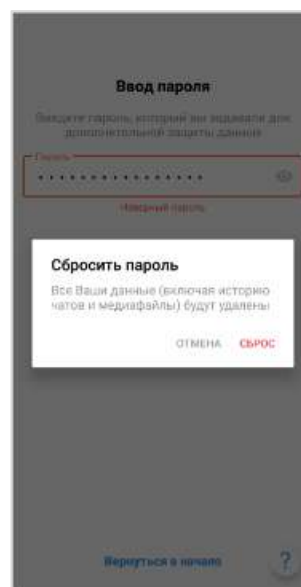 Ввод пароля
Введите пароль, который вы задавали для
дополнительной защиты данных
Пароль
Неверный пароль
Сбросить пароль
Все Ваши данные (включая историю
чатов и медиафайлы) будут удалены
ОТМЕНА СБРОС
Вернуться в начало ?